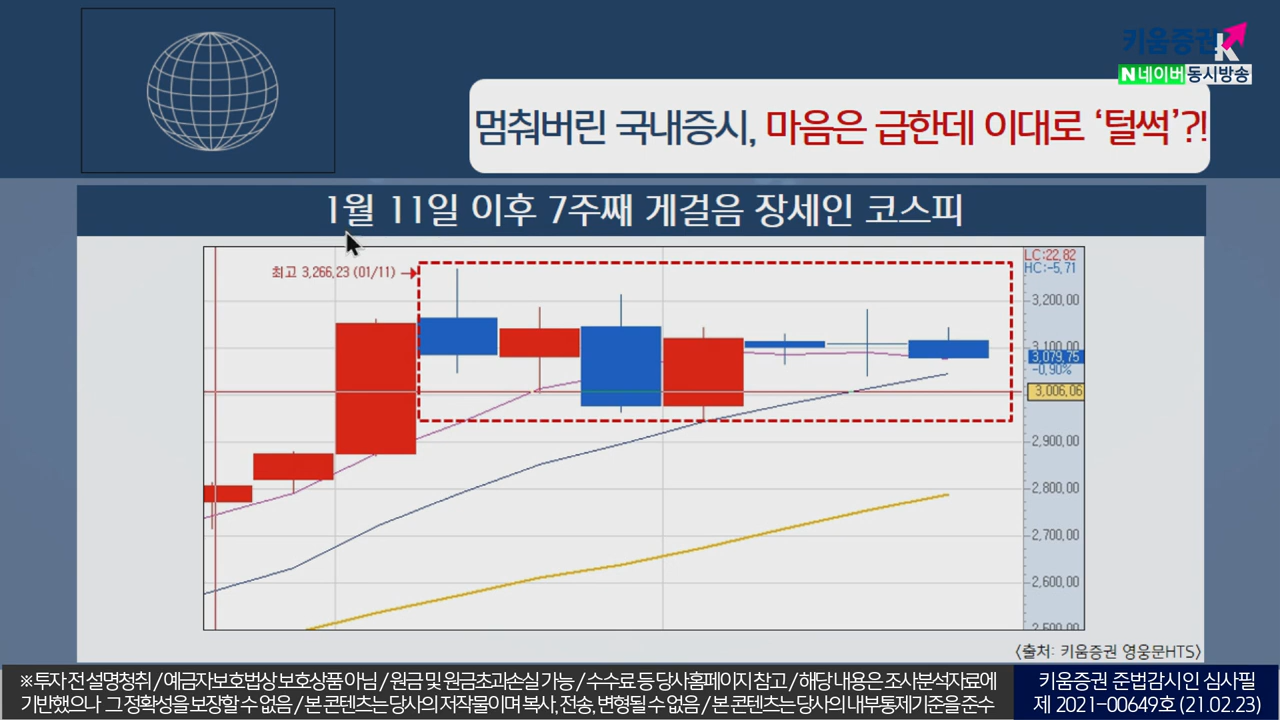 키움증권
K
N 네이버 동시방송
멈춰버린 국내증시, 마음은 급한데 이대로 ‘털썩’?!
1월 11일 이후 7주째 게걸음 장세인 코스피
최고 3,266,23 (01/11)
LC:22,82
HC:-5,71
3,200,00
3,100,00
3,079,75
-0,90%
3,006,06
2,900,00
2,800,00
2,700,00
2,600,00
2,500,00
〈출처: 키움증권 영웅문HTS〉
※ 투자 전 설명청취 / 예금자보호법상 보호상품 아님 / 원금 및 원금초과손실 가능 / 수수료 등 당사홈페이지 참고 / 해당 내용은 조사분석자료에
기반했으나 그 정확성을 보장할 수 없음 / 본 콘텐츠는 당사의 저작물이며 복사, 전송, 변형될 수 없음 / 본 콘텐츠는 당사의 내부통제기준을 준수
키움증권 준법감시인 심사필
제 2021-00649호 (21.02.23)